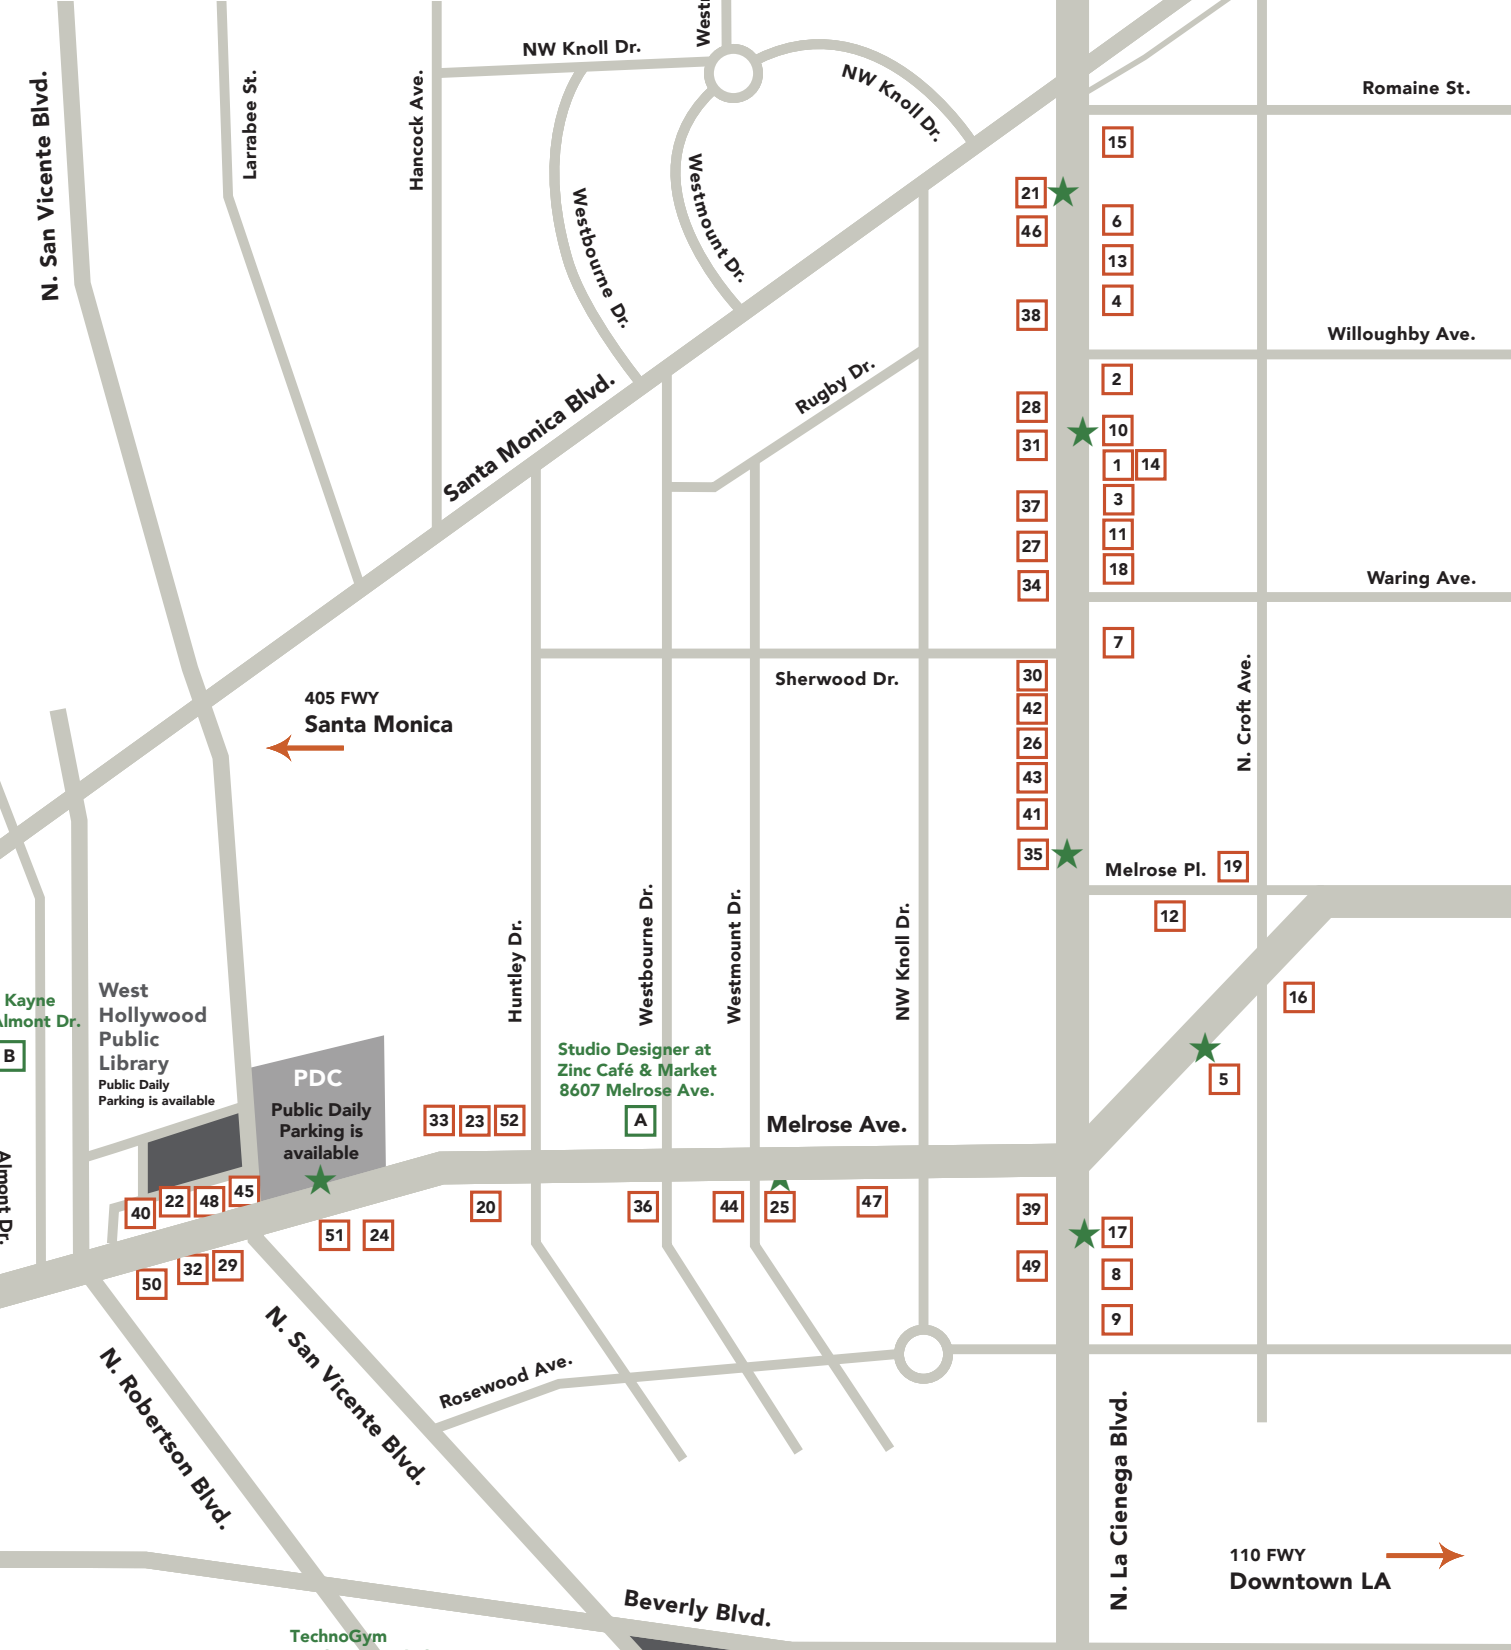 West
NW Knoll Dr.
N. San Vicente Blvd.
Larrabee St.
Hancock Ave.
NW Knoll Dr.
Romaine St.
15
Westmount Dr.
Westbourne Dr.
21
46
6
13
4
38
Willoughby Ave.
2
Rugby Dr.
Santa Monica Blvd.
28
31
10
1
14
3
37
11
27
18
34
Waring Ave.
7
Sherwood Dr.
30
42
26
43
41
35
N. Croft Ave.
405 FWY
Santa Monica
Melrose Pl.
19
12
Huntley Dr.
Westbourne Dr.
Westmount Dr.
NW Knoll Dr.
16
5
Kayne
Almont Dr.
B
West
Hollywood
Public
Library
Public Daily
Parking is available
PDC
Public Daily
Parking is
available
Studio Designer at
Zinc Café & Market
8607 Melrose Ave.
A
33
23
52
Melrose Ave.
Almont Dr.
40
22
48
45
20
36
44
25
47
39
17
51
24
50
32
29
49
8
9
N. Robertson Blvd.
N. San Vicente Blvd.
Rosewood Ave.
N. La Cienega Blvd.
110 FWY
Downtown LA
Beverly Blvd.
TechnoGym